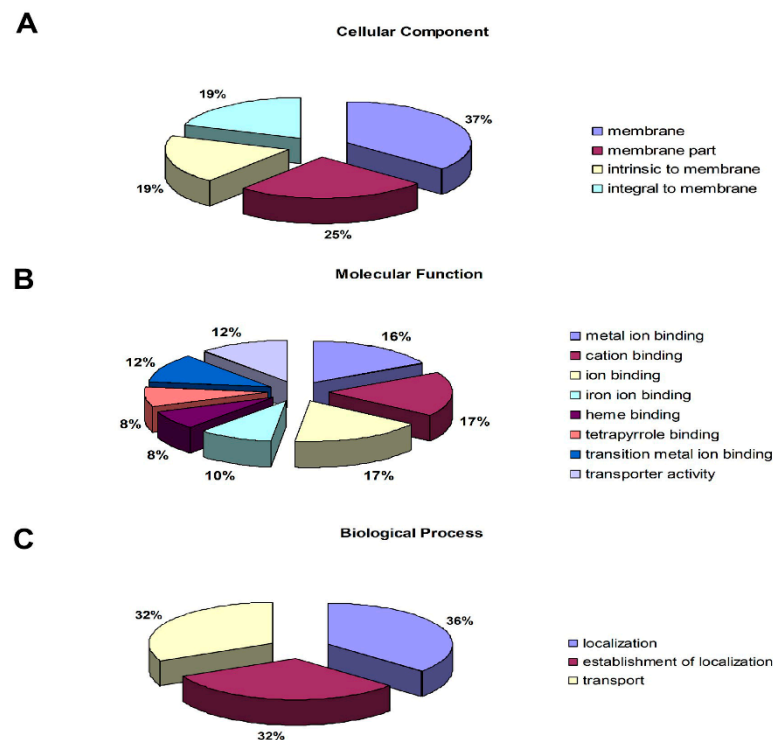 A
Cellular Component
19%
37%
19%
25%
membrane
membrane part
intrinsic to membrane
integral to membrane
B
Molecular Function
12%
16%
12%
17%
8%
8%
10%
17%
metal ion binding
cation binding
ion binding
iron ion binding
heme binding
tetrapyrrole binding
transition metal ion binding
transporter activity
C
Biological Process
32%
36%
32%
localization
establishment of localization
transport